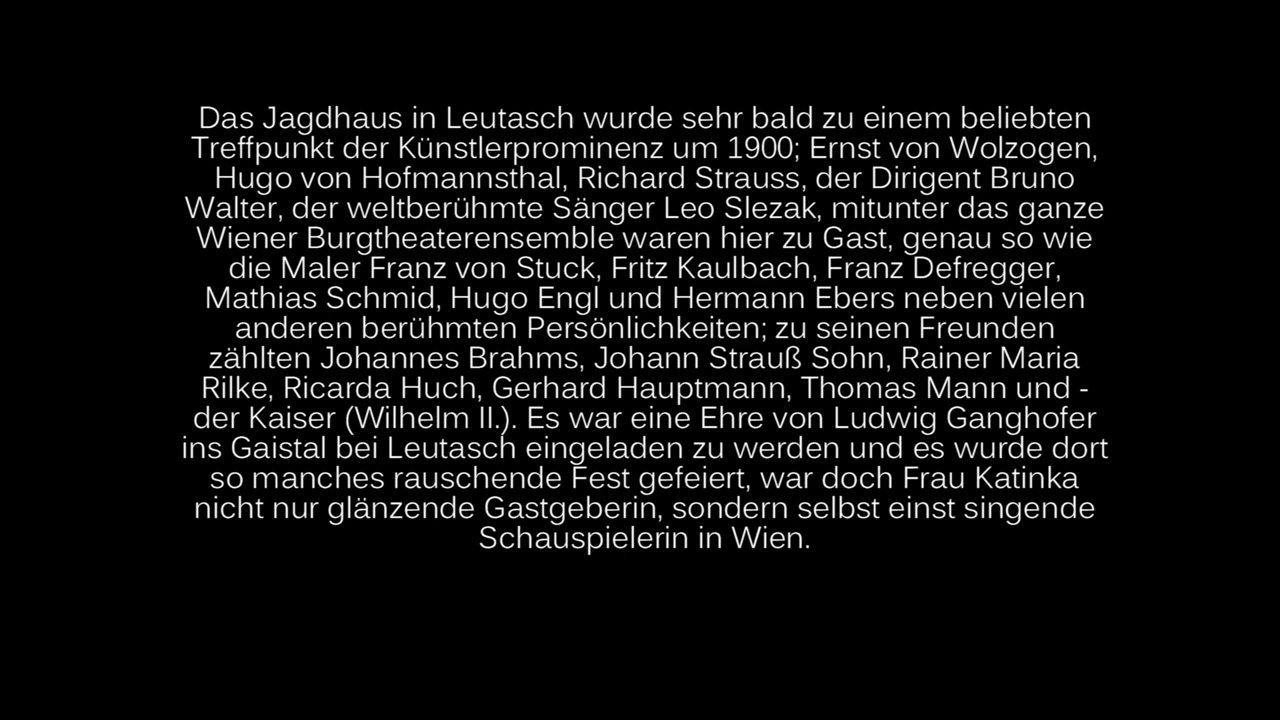 Das Jagdhaus in Leutasch wurde sehr bald zu einem beliebten
Treffpunkt der Künstlerprominenz um 1900; Ernst von Wolzogen,
Hugo von Hofmannsthal, Richard Strauss, der Dirigent Bruno
Walter, der weltberühmte Sänger Leo Slezak, mitunter das ganze
Wiener Burgtheaterensemble waren hier zu Gast, genau so wie
die Maler Franz von Stuck, Fritz Kaulbach, Franz Defregger,
Mathias Schmid, Hugo Engl und Hermann Ebers neben vielen
anderen berühmten Persönlichkeiten; zu seinen Freunden
zählten Johannes Brahms, Johann Strauß Sohn, Rainer Maria
Rilke, Ricarda Huch, Gerhard Hauptmann, Thomas Mann und -
der Kaiser (Wilhelm II.). Es war eine Ehre von Ludwig Ganghofer
ins Gaistal bei Leutasch eingeladen zu werden und es wurde dort
so manches rauschende Fest gefeiert, war doch Frau Katinka
nicht nur glänzende Gastgeberin, sondern selbst einst singende
Schauspielerin in Wien.